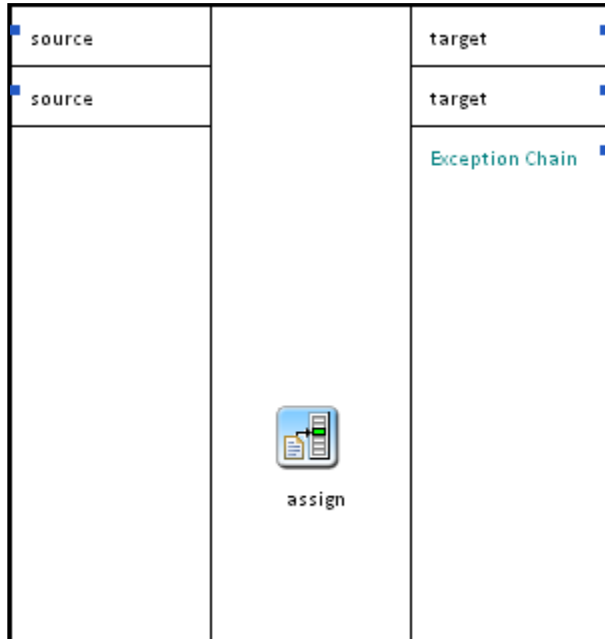 source
target
source
target
Exception Chain
assign